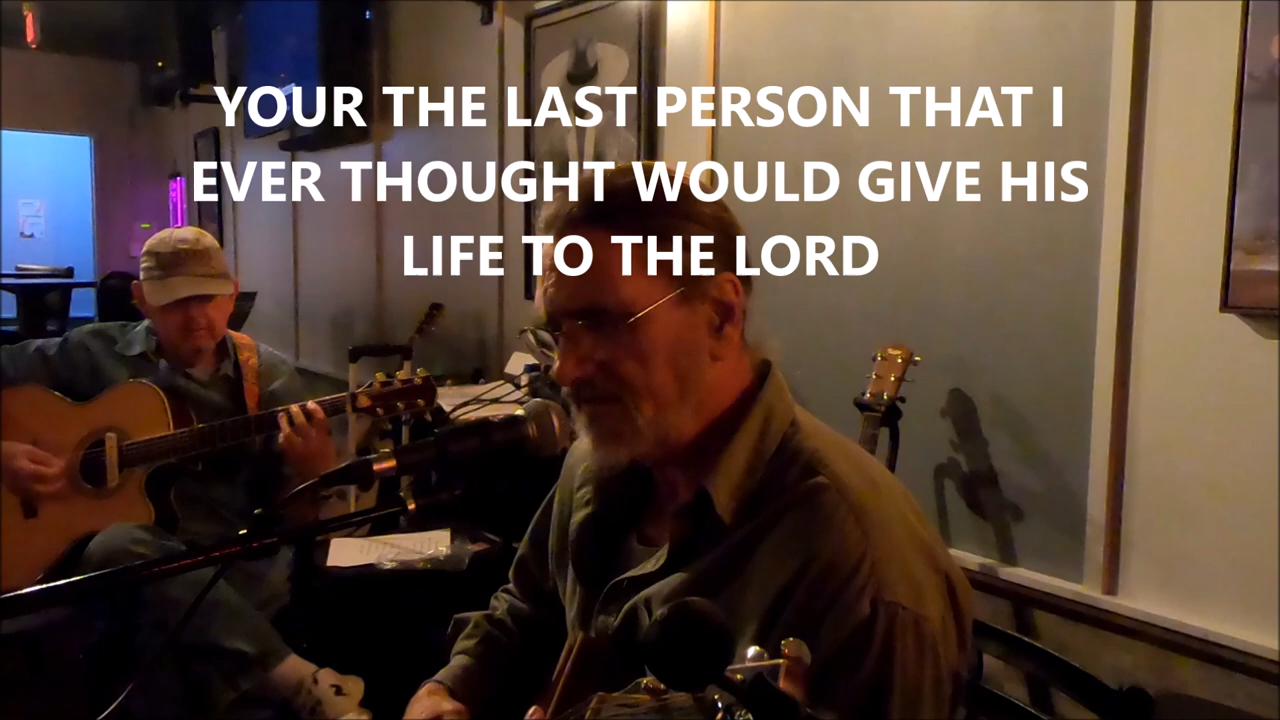 YOUR THE LAST PERSON THAT I
EVER THOUGHT WOULD GIVE HIS
LIFE TO THE LORD